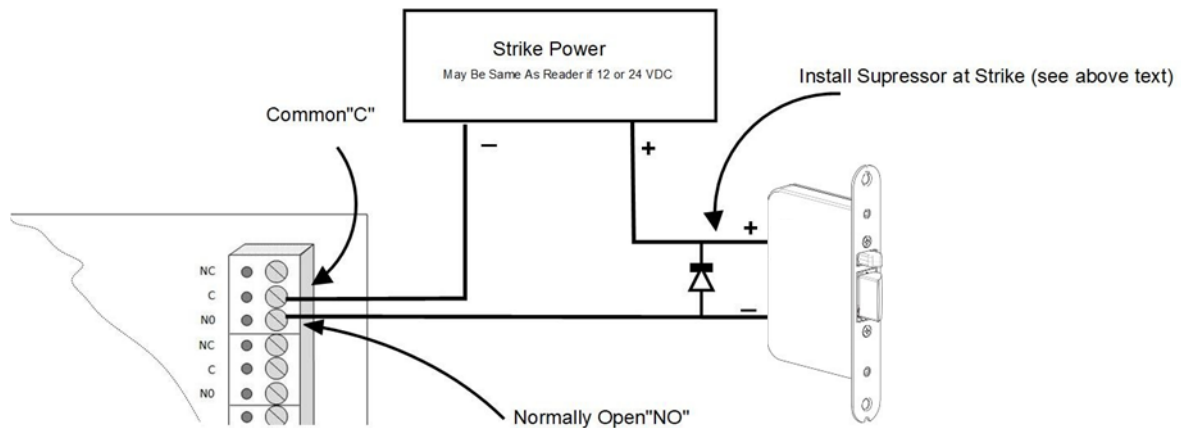 Strike Power
May Be Same As Reader if 12 or 24 VDC
Install Supressor at Strike (see above text)
Common"C"
–
+
+
–
NC
C
NO
NC
C
NO
Normally Open"NO"